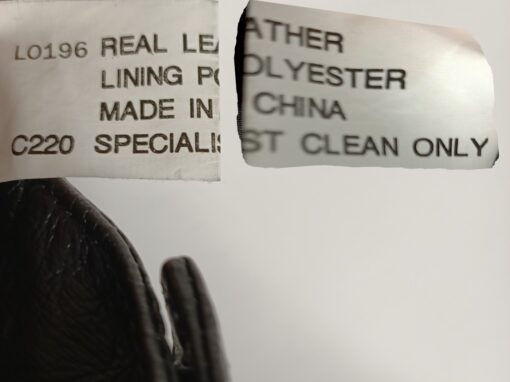 L0196 REAL LEATHER
LINING POLYESTER
MADE IN CHINA
C220 SPECIALIST CLEAN ONLY